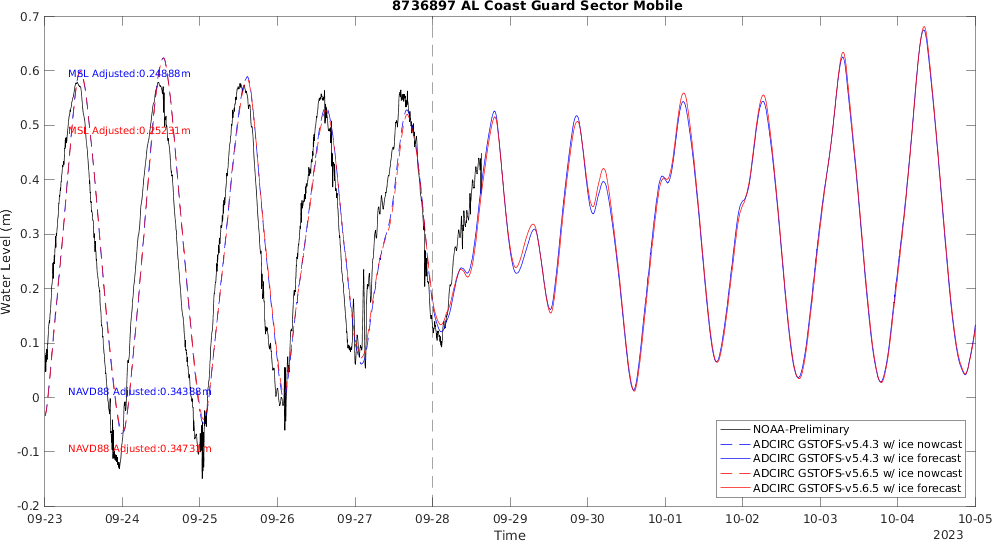 8736897 AL Coast Guard Sector Mobile
0.7
0.6
0.5
0.4
0.3
0.2
0.1
0
-0.1
-0.2
Water Level (m)
MSL Adjusted:0.24888m
MSL Adjusted:0.25231m
NAVD88 Adjusted:0.34388m
NAVD88 Adjusted:0.34731m
NOAA-Preliminary
ADCIRC GSTOFS-v5.4.3 w/ ice nowcast
ADCIRC GSTOFS-v5.4.3 w/ ice forecast
ADCIRC GSTOFS-v5.6.5 w/ ice nowcast
ADCIRC GSTOFS-v5.6.5 w/ ice forecast
09-23 09-24 09-25 09-26 09-27 09-28 09-29 09-30 10-01 10-02 10-03 10-04 10-05
Time
2023